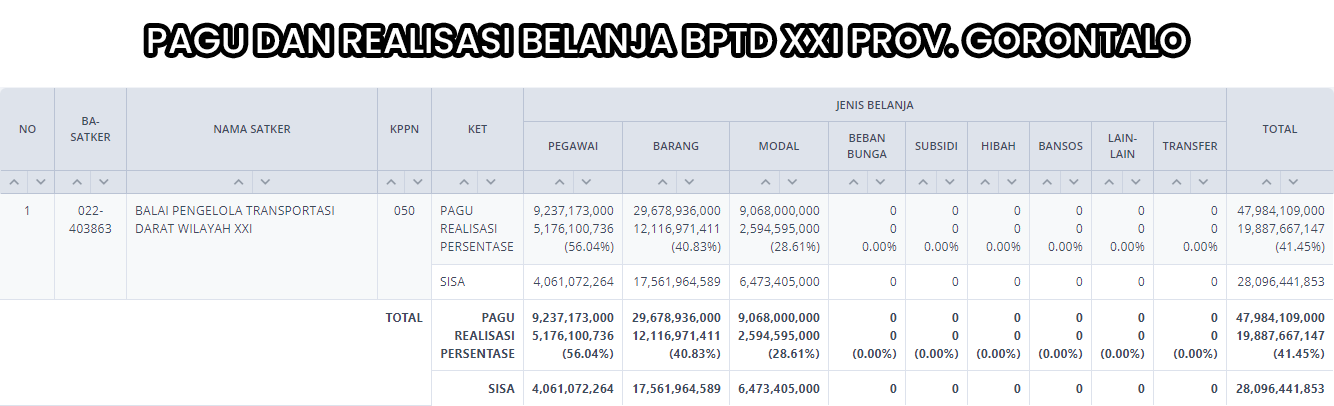 PAGU DAN REALISASI BELANJA BPTD XXI PROV. GORONTALO
NO BA-SATKER NAMA SATKER KPPN KET JENIS BELANJA TOTAL
PEGAWAI BARANG MODAL BEBAN BUNGA SUBSIDI HIBAH BANSOS LAIN-LAIN TRANSFER
1 022- BALAI PENGELOLA TRANSPORTASI 050 PAGU 9,237,173,000 29,678,936,000 9,068,000,000 0 0 0 0 0 0 47,984,109,000
403863 DARAT WILAYAH XXI REALISASI 5,176,100,736 12,116,971,411 2,594,595,000 0 0 0 0 0 0 19,887,667,147
PERSENTASE (56.04%) (40.83%) (28.61%) 0.00% 0.00% 0.00% 0.00% 0.00% 0.00% (41.45%)
SISA 4,061,072,264 17,561,964,589 6,473,405,000 0 0 0 0 0 0 28,096,441,853
TOTAL PAGU 9,237,173,000 29,678,936,000 9,068,000,000 0 0 0 0 0 0 47,984,109,000
REALISASI 5,176,100,736 12,116,971,411 2,594,595,000 0 0 0 0 0 0 19,887,667,147
PERSENTASE (56.04%) (40.83%) (28.61%) (0.00%) (0.00%) (0.00%) (0.00%) (0.00%) (0.00%) (41.45%)
SISA 4,061,072,264 17,561,964,589 6,473,405,000 0 0 0 0 0 0 28,096,441,853